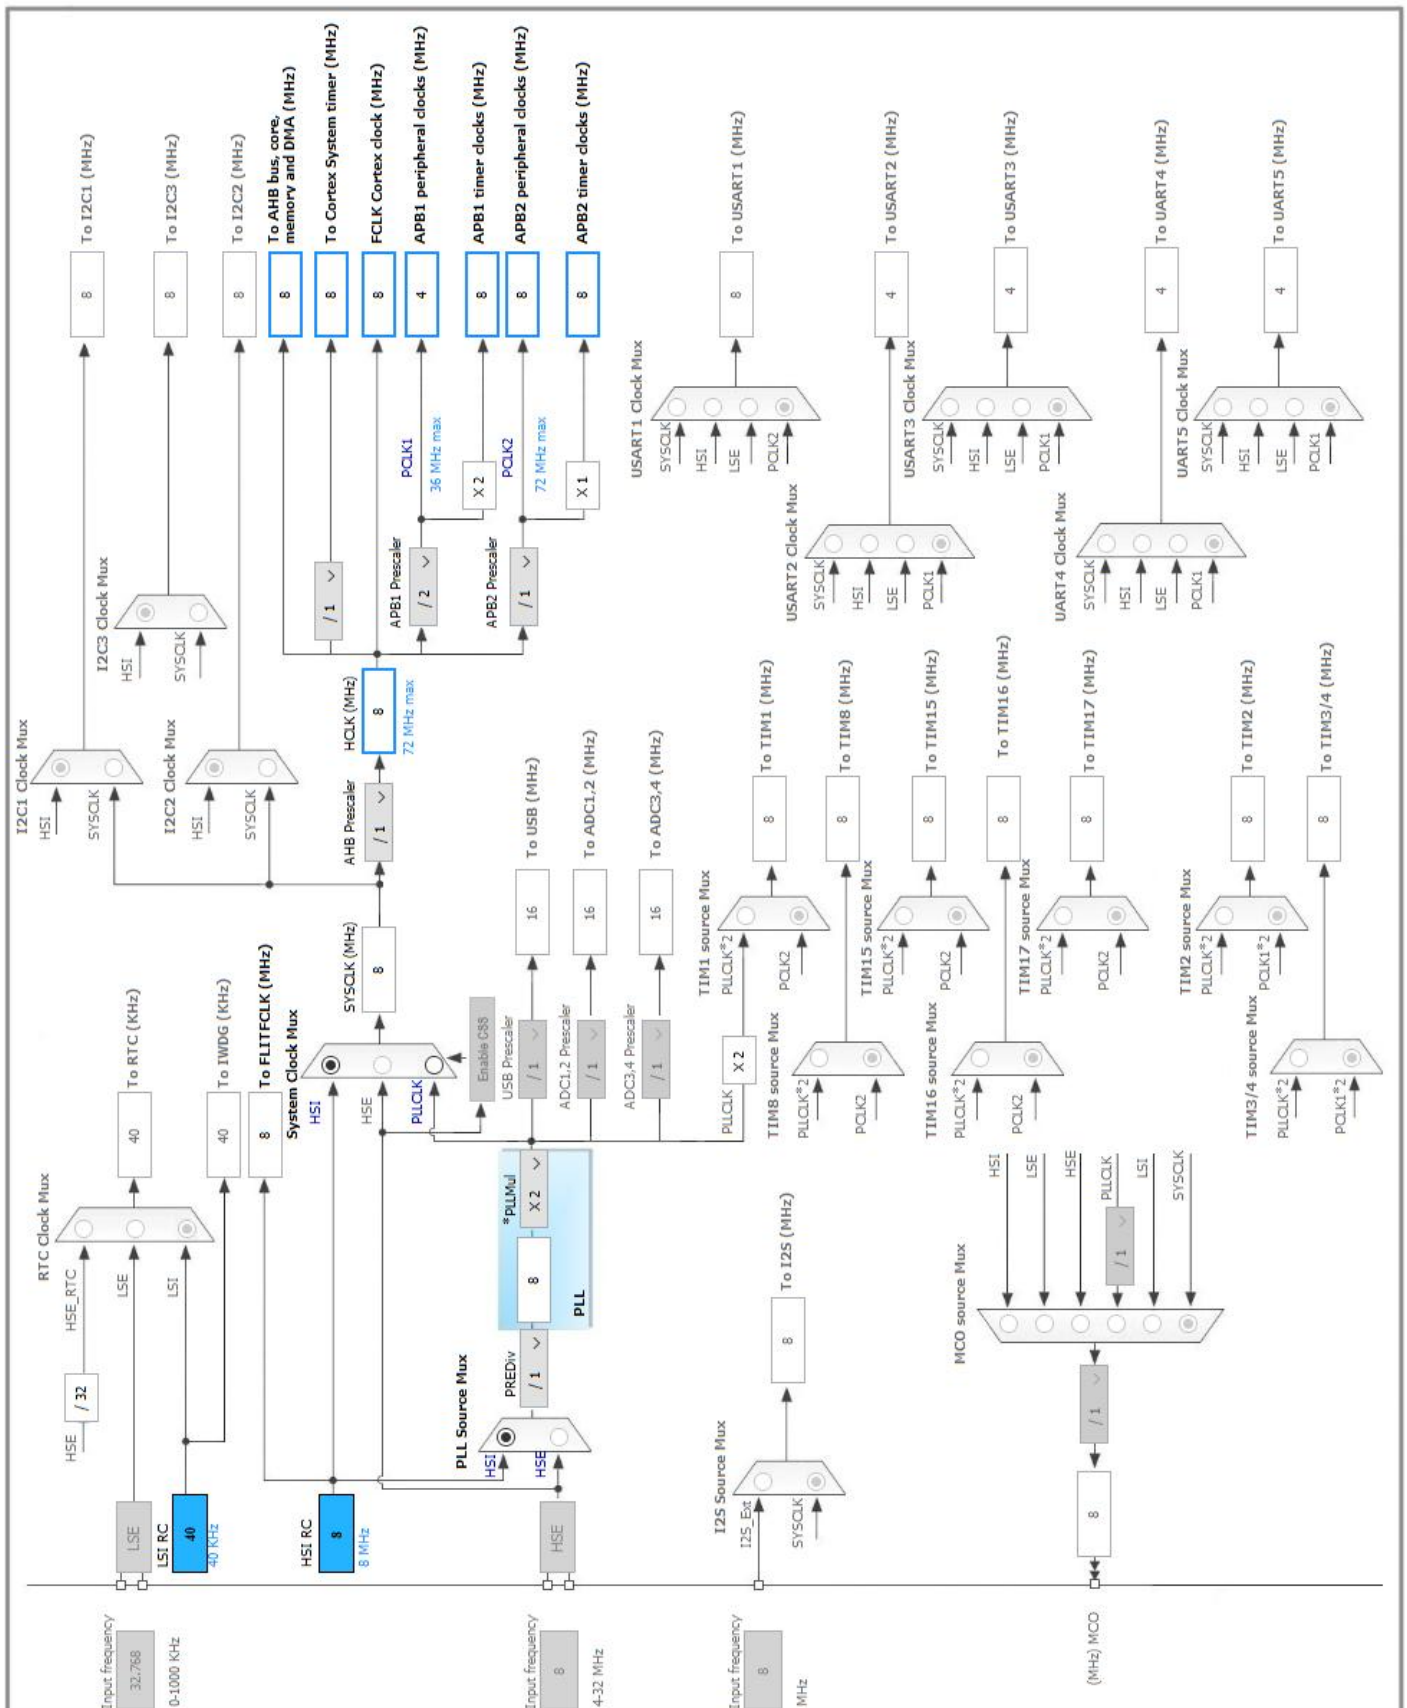 Input frequency
32.768
0-1000 KHz
LSE
LSI RC
40
40 KHz
HSE
/ 32
HSE_RTC
LSE
LSI
RTC Clock Mux
40
To RTC (KHz)
40
To IWDG (KHz)
8
To FLITFCLK (MHz)
HSI RC
8
8 MHz
Input frequency
8
4-32 MHz
HSE
PLL Source Mux
HSI
HSE
PREDiv
/ 1
8
*PLLMul
X 2
PLL
System Clock Mux
HSI
HSE
PLLCLK
Enable CSS
SYSCLK (MHz)
8
AHB Prescaler
/ 1
HCLK (MHz)
8
72 MHz max
I2C1 Clock Mux
HSI
SYSCLK
8
To I2C1 (MHz)
I2C3 Clock Mux
HSI
SYSCLK
8
To I2C3 (MHz)
I2C2 Clock Mux
HSI
SYSCLK
8
To I2C2 (MHz)
8
To AHB bus, core,
memory and DMA (MHz)
/ 1
8
To Cortex System timer (MHz)
8
FCLK Cortex clock (MHz)
APB1 Prescaler
/ 2
PCLK1
36 MHz max
4
APB1 peripheral clocks (MHz)
X 2
8
APB1 timer clocks (MHz)
APB2 Prescaler
/ 1
PCLK2
72 MHz max
8
APB2 peripheral clocks (MHz)
X 1
8
APB2 timer clocks (MHz)
USB Prescaler
/ 1
16
To USB (MHz)
ADC1,2 Prescaler
/ 1
16
To ADC1,2 (MHz)
ADC3,4 Prescaler
/ 1
16
To ADC3,4 (MHz)
PLLCLK
X 2
TIM1 source Mux
PLLCLK*2
PCLK2
8
To TIM1 (MHz)
TIM8 source Mux
PLLCLK*2
PCLK2
8
To TIM8 (MHz)
TIM15 source Mux
PLLCLK*2
PCLK2
8
To TIM15 (MHz)
TIM16 source Mux
PLLCLK*2
PCLK2
8
To TIM16 (MHz)
TIM17 source Mux
PLLCLK*2
PCLK2
8
To TIM17 (MHz)
TIM2 source Mux
PLLCLK*2
PCLK1*2
8
To TIM2 (MHz)
TIM3/4 source Mux
PLLCLK*2
PCLK1*2
8
To TIM3/4 (MHz)
USART1 Clock Mux
SYSCLK
HSI
LSE
PCLK2
8
To USART1 (MHz)
USART2 Clock Mux
SYSCLK
HSI
LSE
PCLK1
4
To USART2 (MHz)
USART3 Clock Mux
SYSCLK
HSI
LSE
PCLK1
4
To USART3 (MHz)
UART4 Clock Mux
SYSCLK
HSI
LSE
PCLK1
4
To UART4 (MHz)
UART5 Clock Mux
SYSCLK
HSI
LSE
PCLK1
4
To UART5 (MHz)
Input frequency
8
MHz
I2S Source Mux
I2S_Ext
SYSCLK
8
To I2S (MHz)
(MHz) MCO
8
/ 1
MCO source Mux
HSI
LSE
HSE
/ 1
PLLCLK
LSI
SYSCLK